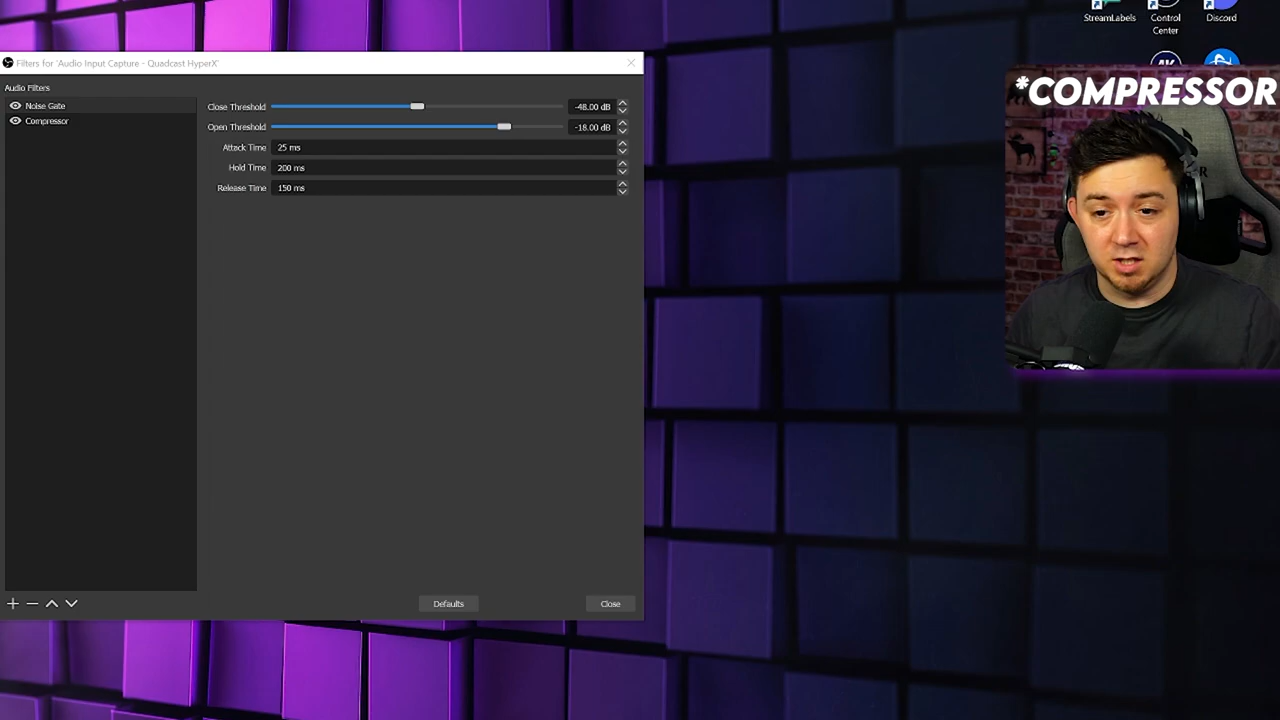 StreamLabels
Control
Center
Discord
Filters for 'Audio Input Capture - Quadcast HyperX'
Audio Filters
Noise Gate
Compressor
Close Threshold
-48.00 dB
Open Threshold
-18.00 dB
Attack Time
25 ms
Hold Time
200 ms
Release Time
150 ms
Defaults
Close
*COMPRESSOR